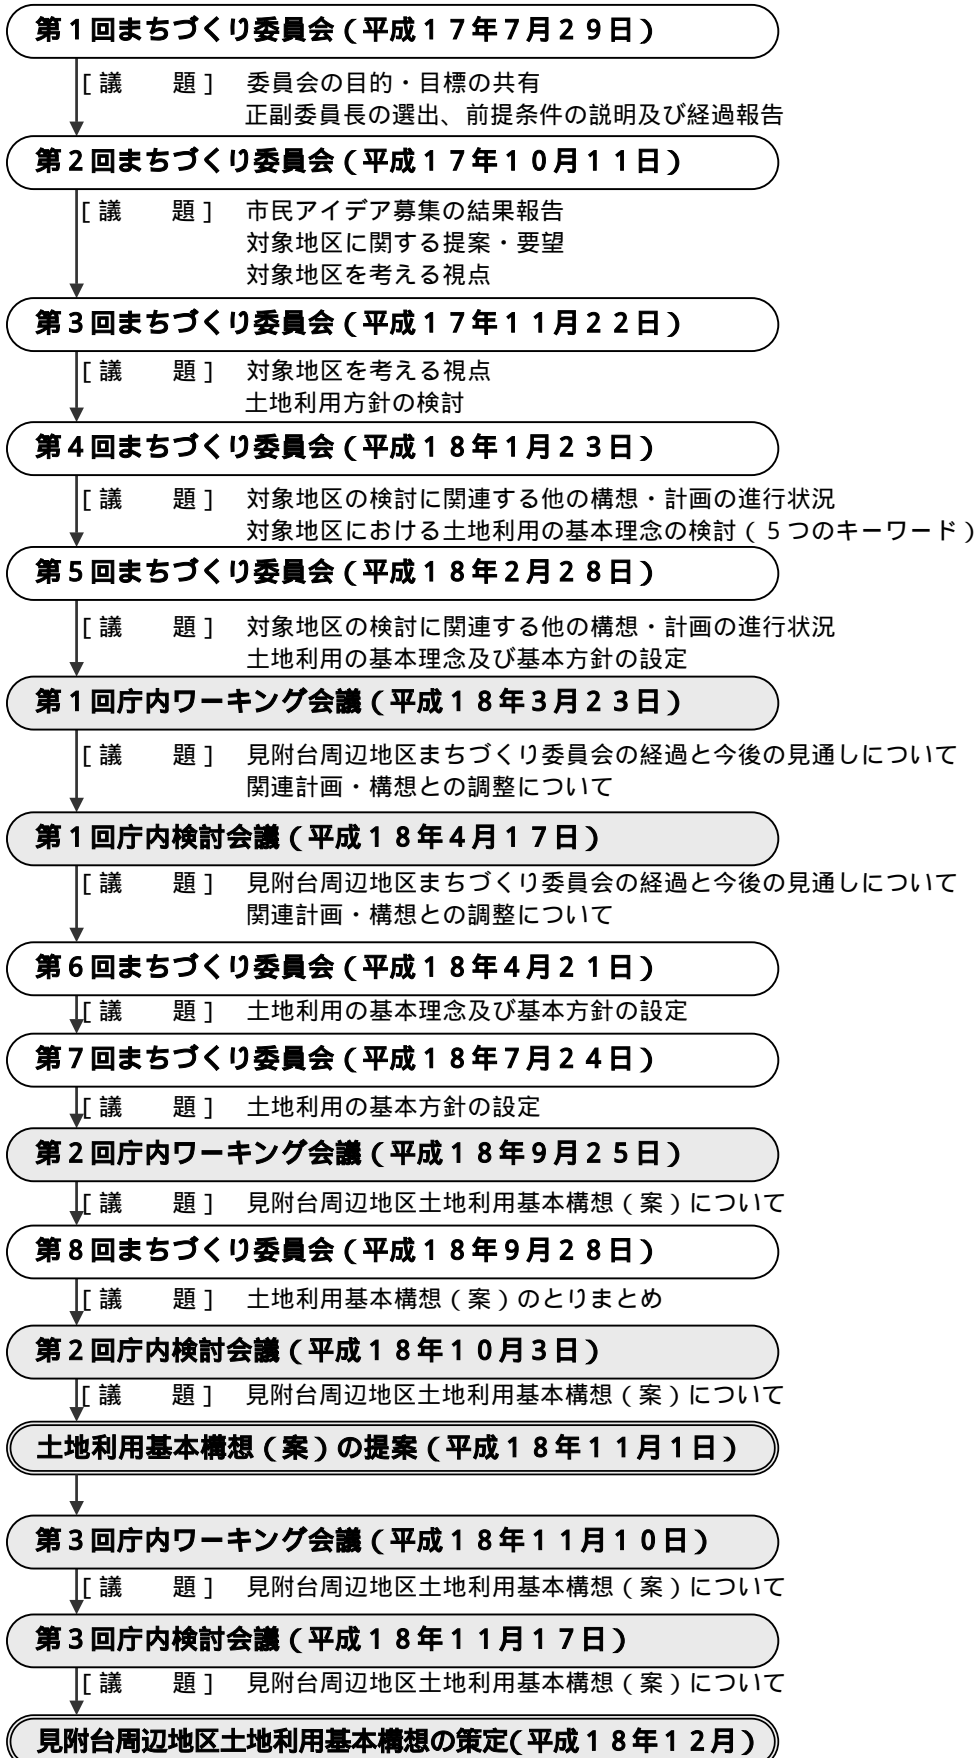 第１回まちづくり委員会（平成１７年７月２９日）
[議　　題]　委員会の目的・目標の共有
正副委員長の選出、前提条件の説明及び経過報告
第２回まちづくり委員会（平成１７年１０月１１日）
[議　　題]　市民アイデア募集の結果報告
対象地区に関する提案・要望
対象地区を考える視点
第３回まちづくり委員会（平成１７年１１月２２日）
[議　　題]　対象地区を考える視点
土地利用方針の検討
第４回まちづくり委員会（平成１８年１月２３日）
[議　　題]　対象地区の検討に関連する他の構想・計画の進行状況
対象地区における土地利用の基本理念の検討（５つのキーワード）
第５回まちづくり委員会（平成１８年２月２８日）
[議　　題]　対象地区の検討に関連する他の構想・計画の進行状況
土地利用の基本理念及び基本方針の設定
第１回庁内ワーキング会議（平成１８年３月２３日）
[議　　題]　見附台周辺地区まちづくり委員会の経過と今後の見通しについて
関連計画・構想との調整について
第１回庁内検討会議（平成１８年４月１７日）
[議　　題]　見附台周辺地区まちづくり委員会の経過と今後の見通しについて
関連計画・構想との調整について
第６回まちづくり委員会（平成１８年４月２１日）
[議　　題]　土地利用の基本理念及び基本方針の設定
第７回まちづくり委員会（平成１８年７月２４日）
[議　　題]　土地利用の基本方針の設定
第２回庁内ワーキング会議（平成１８年９月２５日）
[議　　題]　見附台周辺地区土地利用基本構想（案）について
第８回まちづくり委員会（平成１８年９月２８日）
[議　　題]　土地利用基本構想（案）のとりまとめ
第２回庁内検討会議（平成１８年１０月３日）
[議　　題]　見附台周辺地区土地利用基本構想（案）について
土地利用基本構想（案）の提案（平成１８年１１月１日）
第３回庁内ワーキング会議（平成１８年１１月１０日）
[議　　題]　見附台周辺地区土地利用基本構想（案）について
第３回庁内検討会議（平成１８年１１月１７日）
[議　　題]　見附台周辺地区土地利用基本構想（案）について
見附台周辺地区土地利用基本構想の策定（平成１８年１２月）